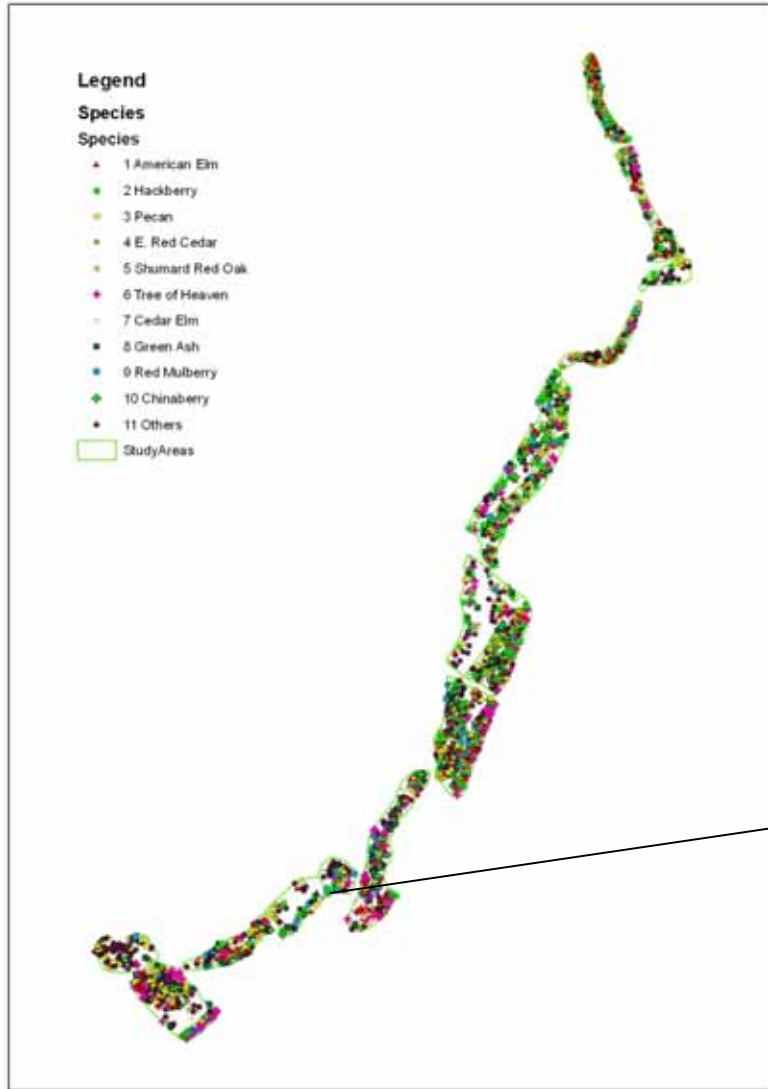 Legend
Species
Species
1 American Elm
2 Hackberry
3 Pecan
4 E. Red Cedar
5 Shumard Red Oak
6 Tree of Heaven
7 Cedar Elm
8 Green Ash
9 Red Mulberry
10 Chinaberry
11 Others
StudyAreas